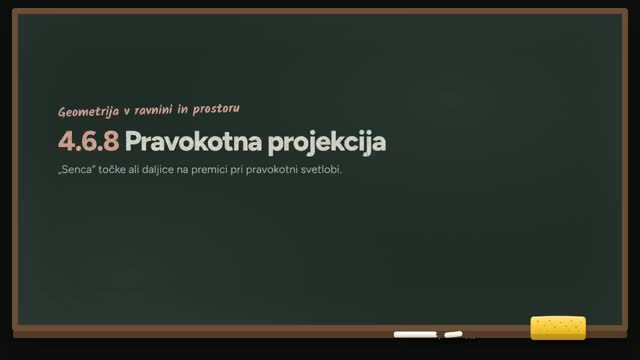 Geometrija v ravnini in prostoru
4.6.8 Pravokotna projekcija
„Senca“ točke ali daljice na premici pri pravokotni svetlobi.